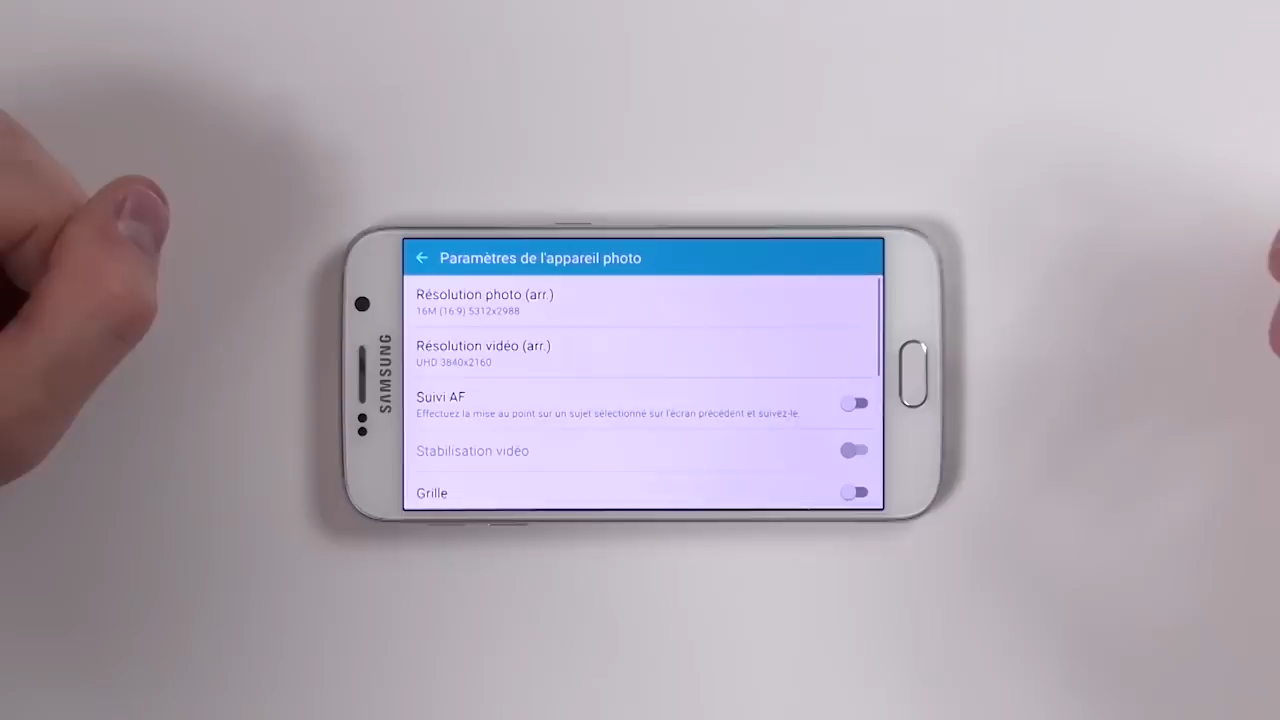 Paramètres de l'appareil photo
Résolution photo (arr.)
16M (16:9) 5312x2988
Résolution vidéo (arr.)
UHD 3840x2160
Suivi AF
Effectuez la mise au point sur un sujet sélectionné sur l'écran précédent et suivez-le.
Stabilisation vidéo
Grille
SAMSUNG